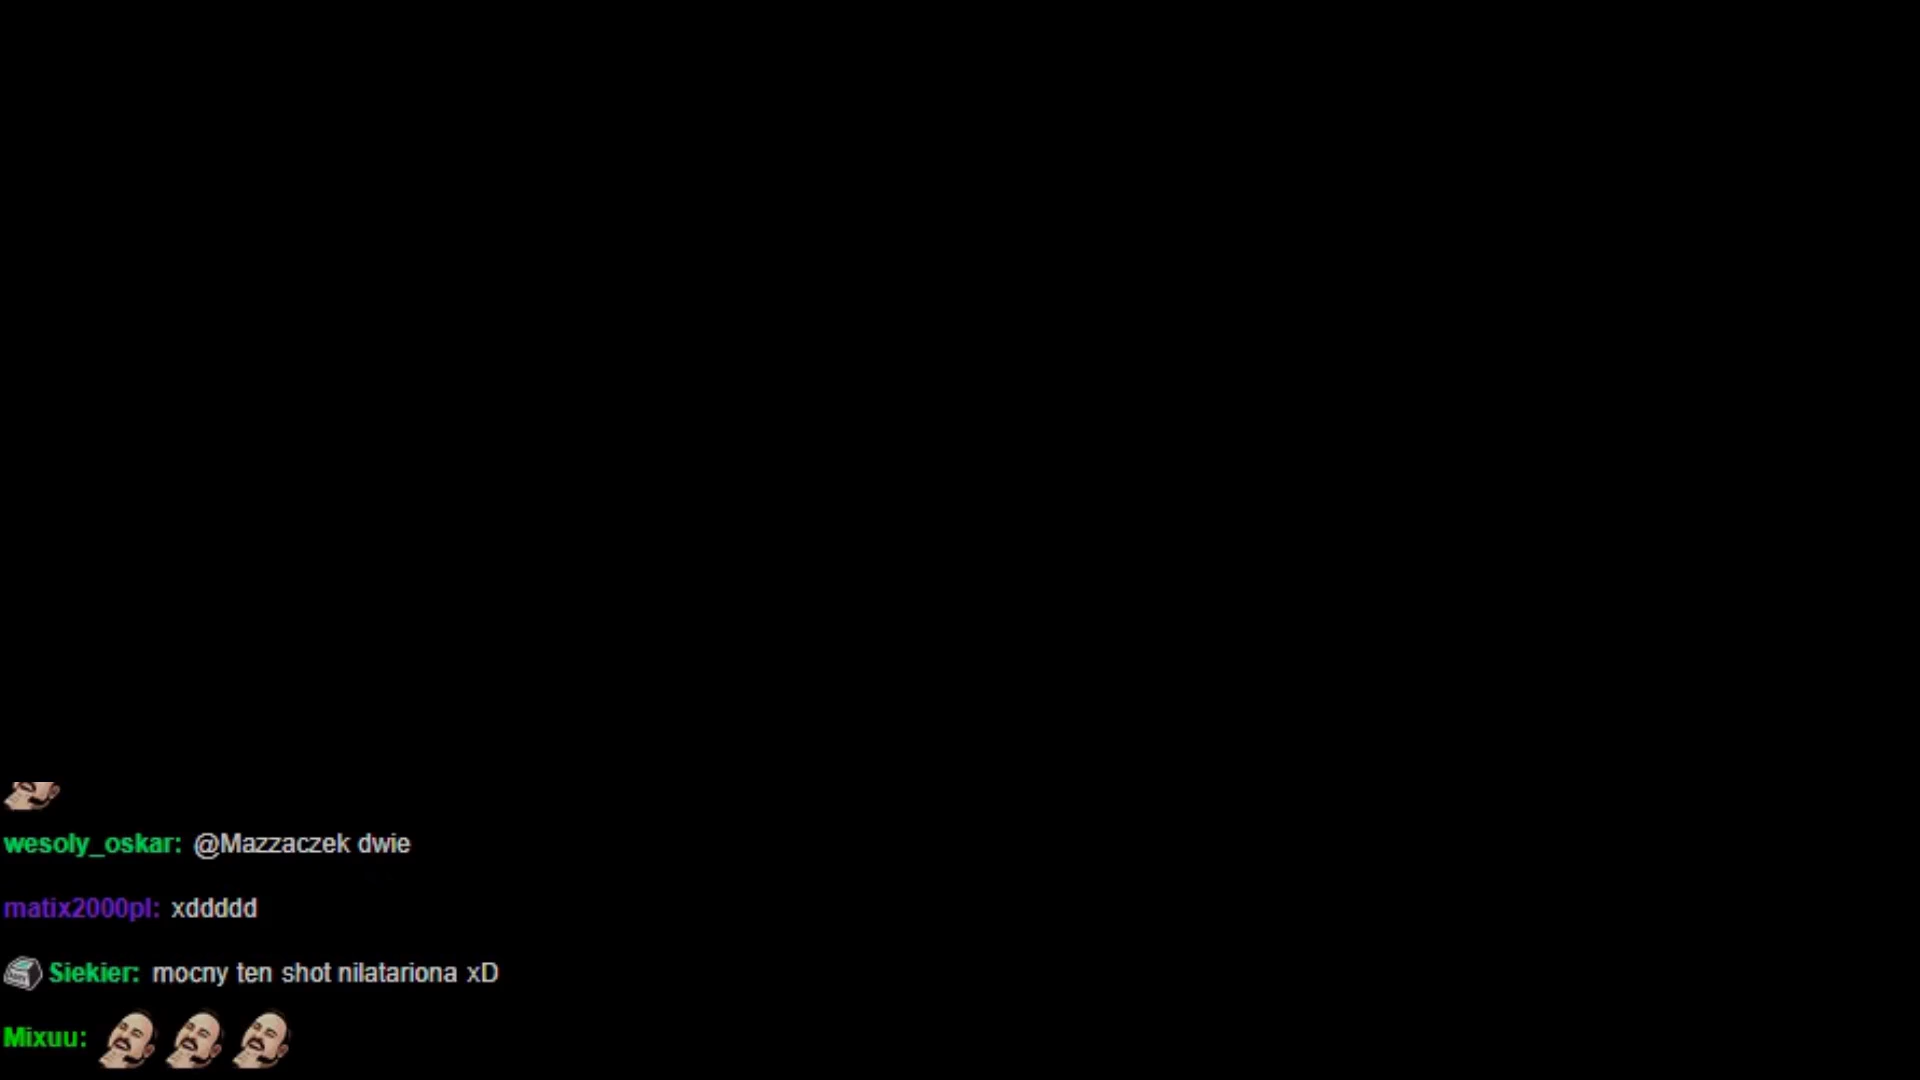 wesoly_oskar: @Mazzaczek dwie
matix2000pl: xddddd
Siekier: mocny ten shot nilatariona xD
Mixuu: